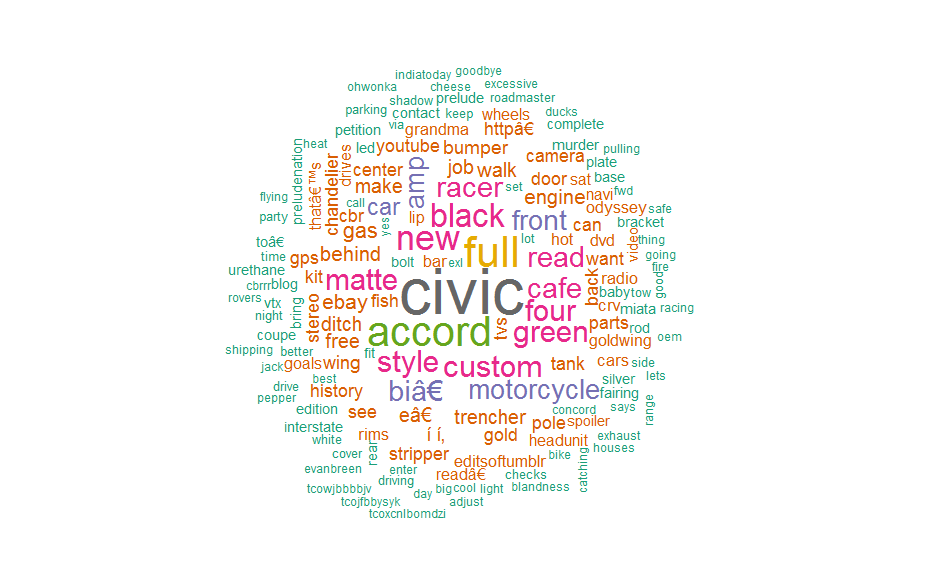 goodbye
indiatoday
ohwonka cheese excessive
shadow prelude roadmaster
parking contact keep wheels ducks
petition via grandma httpâ€ complete
heat led youtube bumper murder pulling
preludenation thatâ€™s chandelier drives center amp job walk camera plate
make racer set door sat base
flying call car engine navi fwd
party cbr yes lip black front can odyssey safe
gas lot bracket
toâ€ new full hot dvd video thing
time gps behind bolt bar exl read want going
urethane kit matte civic cafe back radio good fire
cbrrr blog baby tow
rovers vtx bring stereo ebay fish four crv miata racing
night ditch accord tvs green parts rod
coupe free goldwing oem
shipping better fit
jack goals wing style custom tank cars side
best silver lets
drive history biâ€ motorcycle fairing
pepper
edition see eâ€ trencher concord says range
interstate pole spoiler
white rims í í, gold headunit exhaust
cover rear stripper bike houses
evanbreen enter editsoftumblr catching
driving readâ€ checks
tcowjbbbbjv day big cool light blandness
tcojfbbysyk adjust
tcoxcnlbomdzi